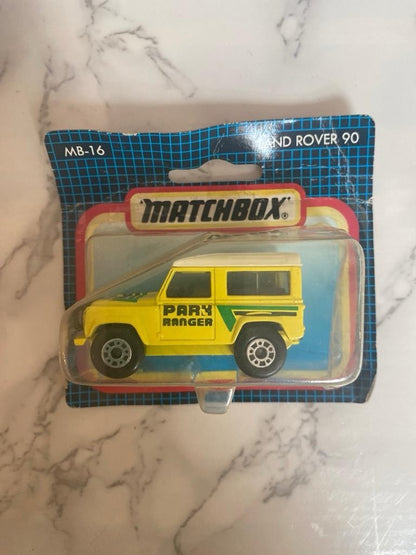 MB-16
AND ROVER 90
MATCHBOX®
PARK
RANGER